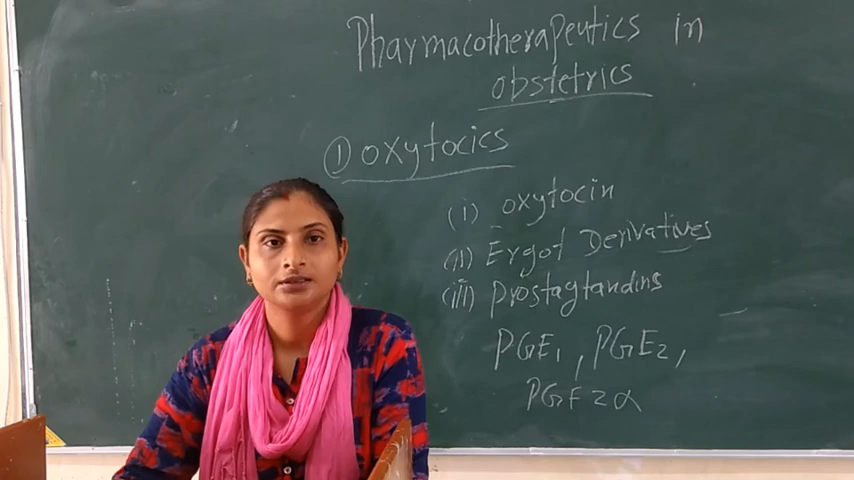 Pharmacotherapeutics in
obstetrics
① oxytocics
(i) oxytocin
(ii) Ergot Derivatives
(iii) prostaglandins
PGE1, PGE2,
PGF2α